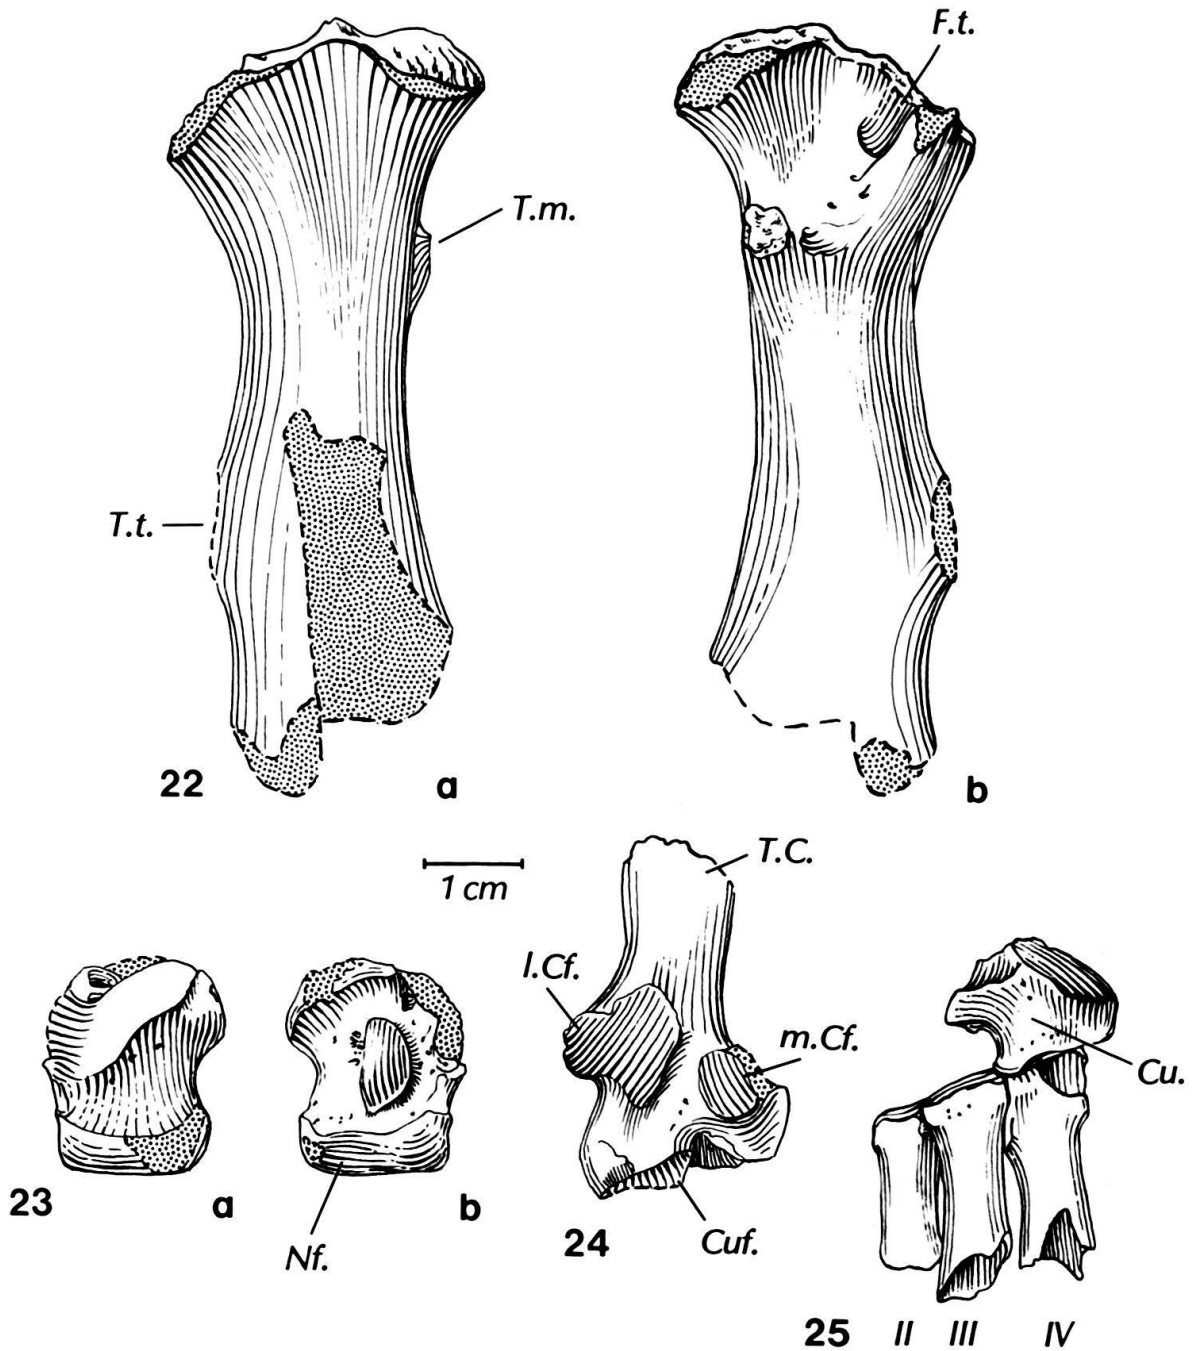 F.t.
T.m.
T.t.
22 a b
1 cm
T.C.
l.Cf.
m.Cf.
Cu.
23 a b
Nf.
24
Cuf.
25 II III IV